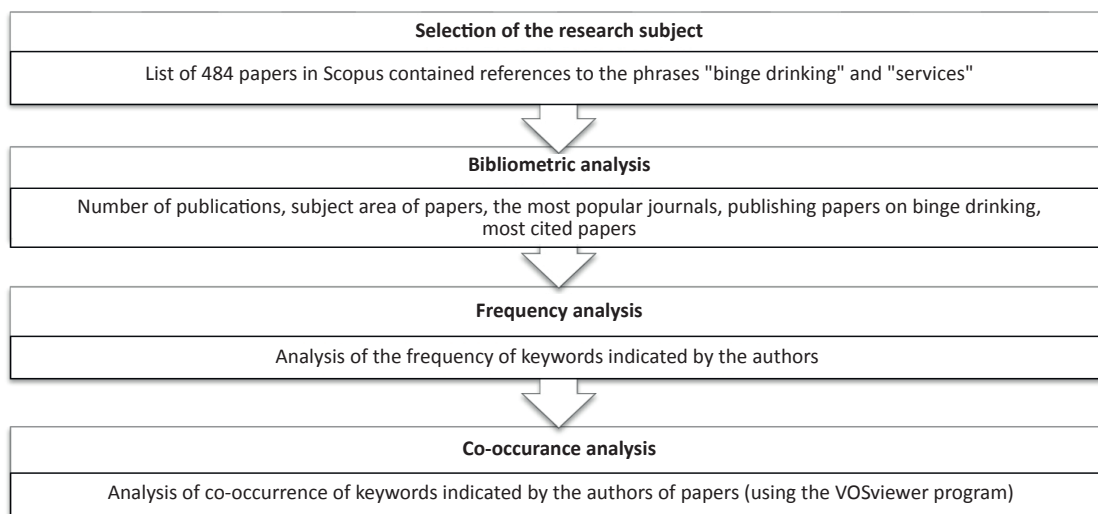 Selection of the research subject
List of 484 papers in Scopus contained references to the phrases "binge drinking" and "services"
Bibliometric analysis
Number of publications, subject area of papers, the most popular journals, publishing papers on binge drinking,
most cited papers
Frequency analysis
Analysis of the frequency of keywords indicated by the authors
Co-occurance analysis
Analysis of co-occurrence of keywords indicated by the authors of papers (using the VOSviewer program)